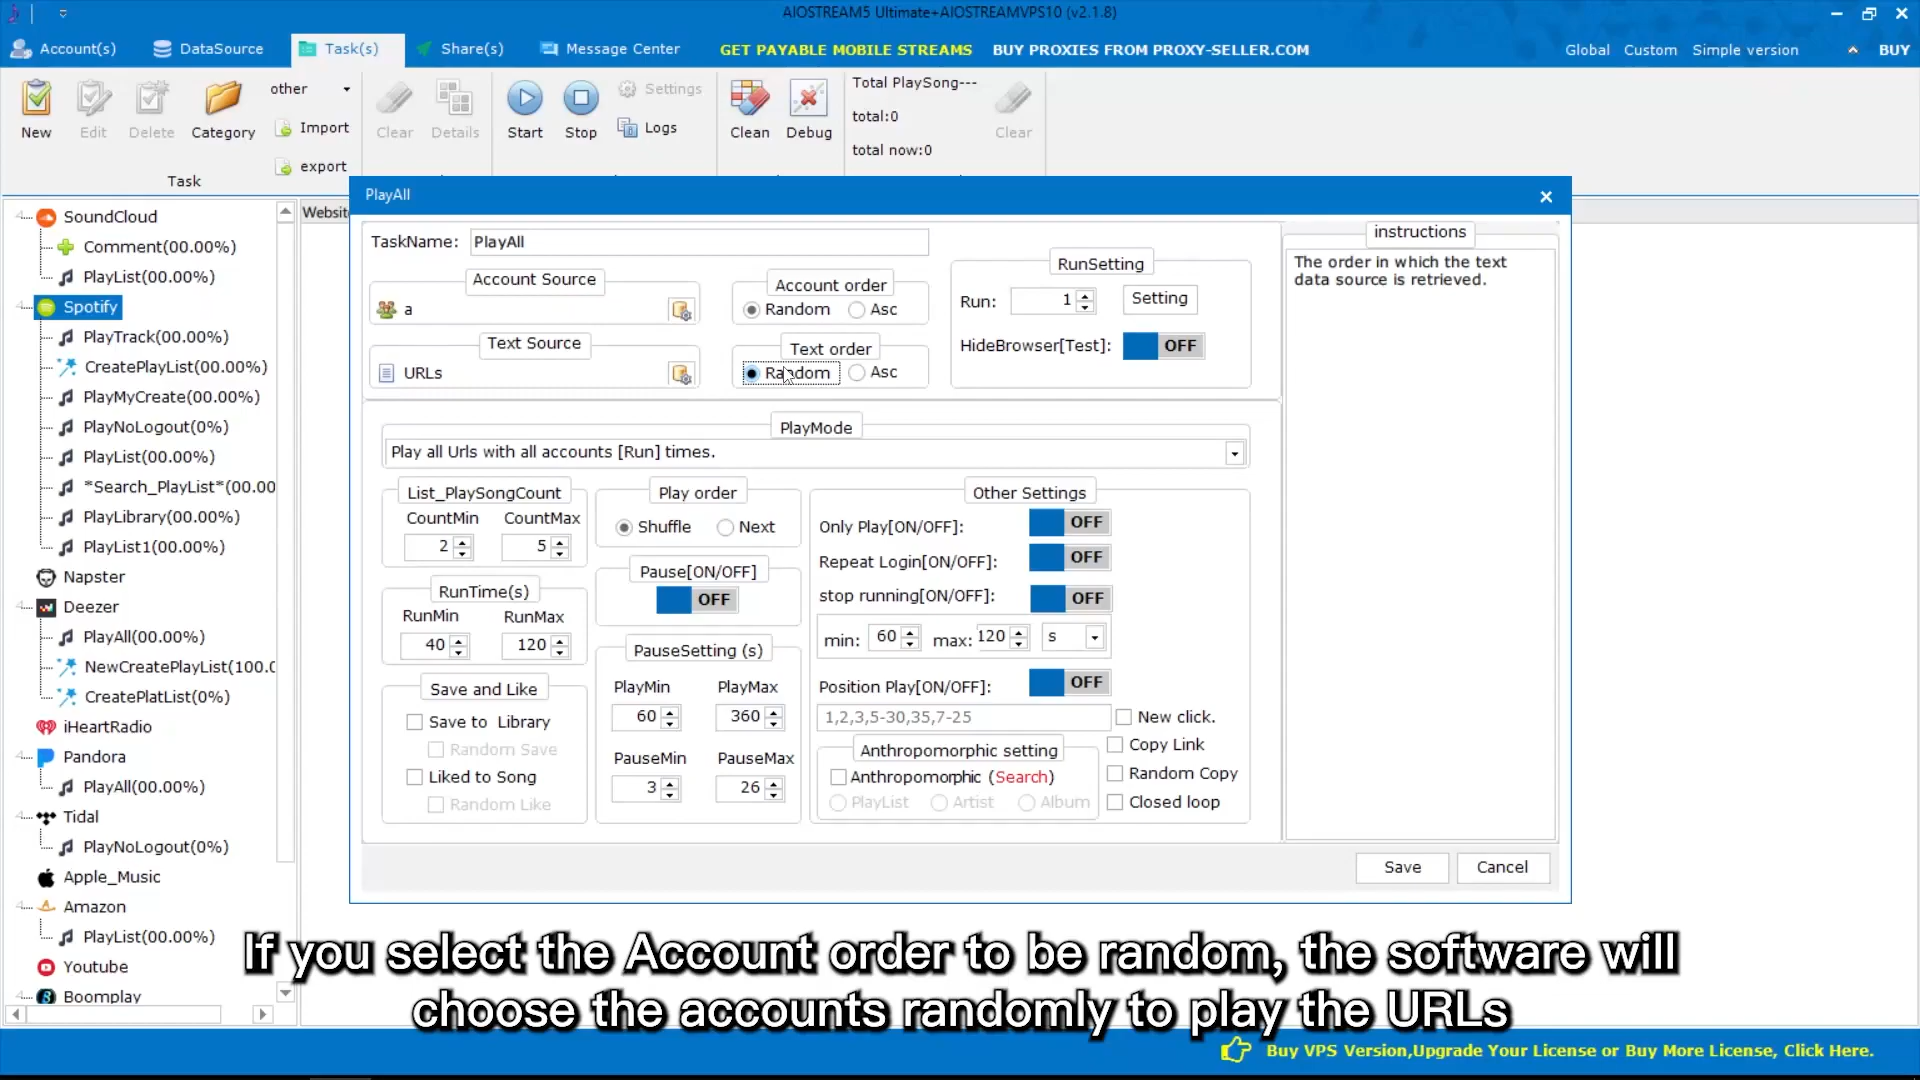 AIOSTREAM5 Ultimate+AIOSTREAMVPS10 (v2.1.8)
Account(s) DataSource Task(s) Share(s) Message Center GET PAYABLE MOBILE STREAMS BUY PROXIES FROM PROXY-SELLER.COM Global Custom Simple version BUY
New Edit Delete Category other Import export Clear Details Start Stop Settings Logs Clean Debug Total PlaySong--- Clear
total:0
total now:0
Task
PlayAll
SoundCloud
Comment(00.00%)
PlayList(00.00%)
Spotify
PlayTrack(00.00%)
CreatePlayList(00.00%)
PlayMyCreate(00.00%)
PlayNoLogout(0%)
PlayList(00.00%)
*Search_PlayList*(00.00
PlayLibrary(00.00%)
PlayList1(00.00%)
Napster
Deezer
PlayAll(00.00%)
NewCreatePlayList(100.0
CreatePlatList(0%)
iHeartRadio
Pandora
PlayAll(00.00%)
Tidal
PlayNoLogout(0%)
Apple_Music
Amazon
PlayList(00.00%)
Youtube
Boomplay
TaskName: PlayAll
Account Source
a
Account order
Random Asc
Text Source
URLs
Text order
Random Asc
RunSetting
Run: 1 Setting
HideBrowser[Test]: OFF
instructions
The order in which the text
data source is retrieved.
PlayMode
Play all Urls with all accounts [Run] times.
List_PlaySongCount
CountMin CountMax
2 5
RunTime(s)
RunMin RunMax
40 120
Save and Like
Save to Library
Random Save
Liked to Song
Random Like
Play order
Shuffle Next
Pause[ON/OFF]
OFF
PauseSetting (s)
PlayMin PlayMax
60 360
PauseMin PauseMax
3 26
Other Settings
Only Play[ON/OFF]: OFF
Repeat Login[ON/OFF]: OFF
stop running[ON/OFF]: OFF
min: 60 max: 120 s
Position Play[ON/OFF]: OFF
1,2,3,5-30,35,7-25 New click.
Copy Link
Anthropomorphic setting
Anthropomorphic (Search) Random Copy
PlayList Artist Album Closed loop
Save Cancel
If you select the Account order to be random, the software will
choose the accounts randomly to play the URLs
Buy VPS Version,Upgrade Your License or Buy More License, Click Here.